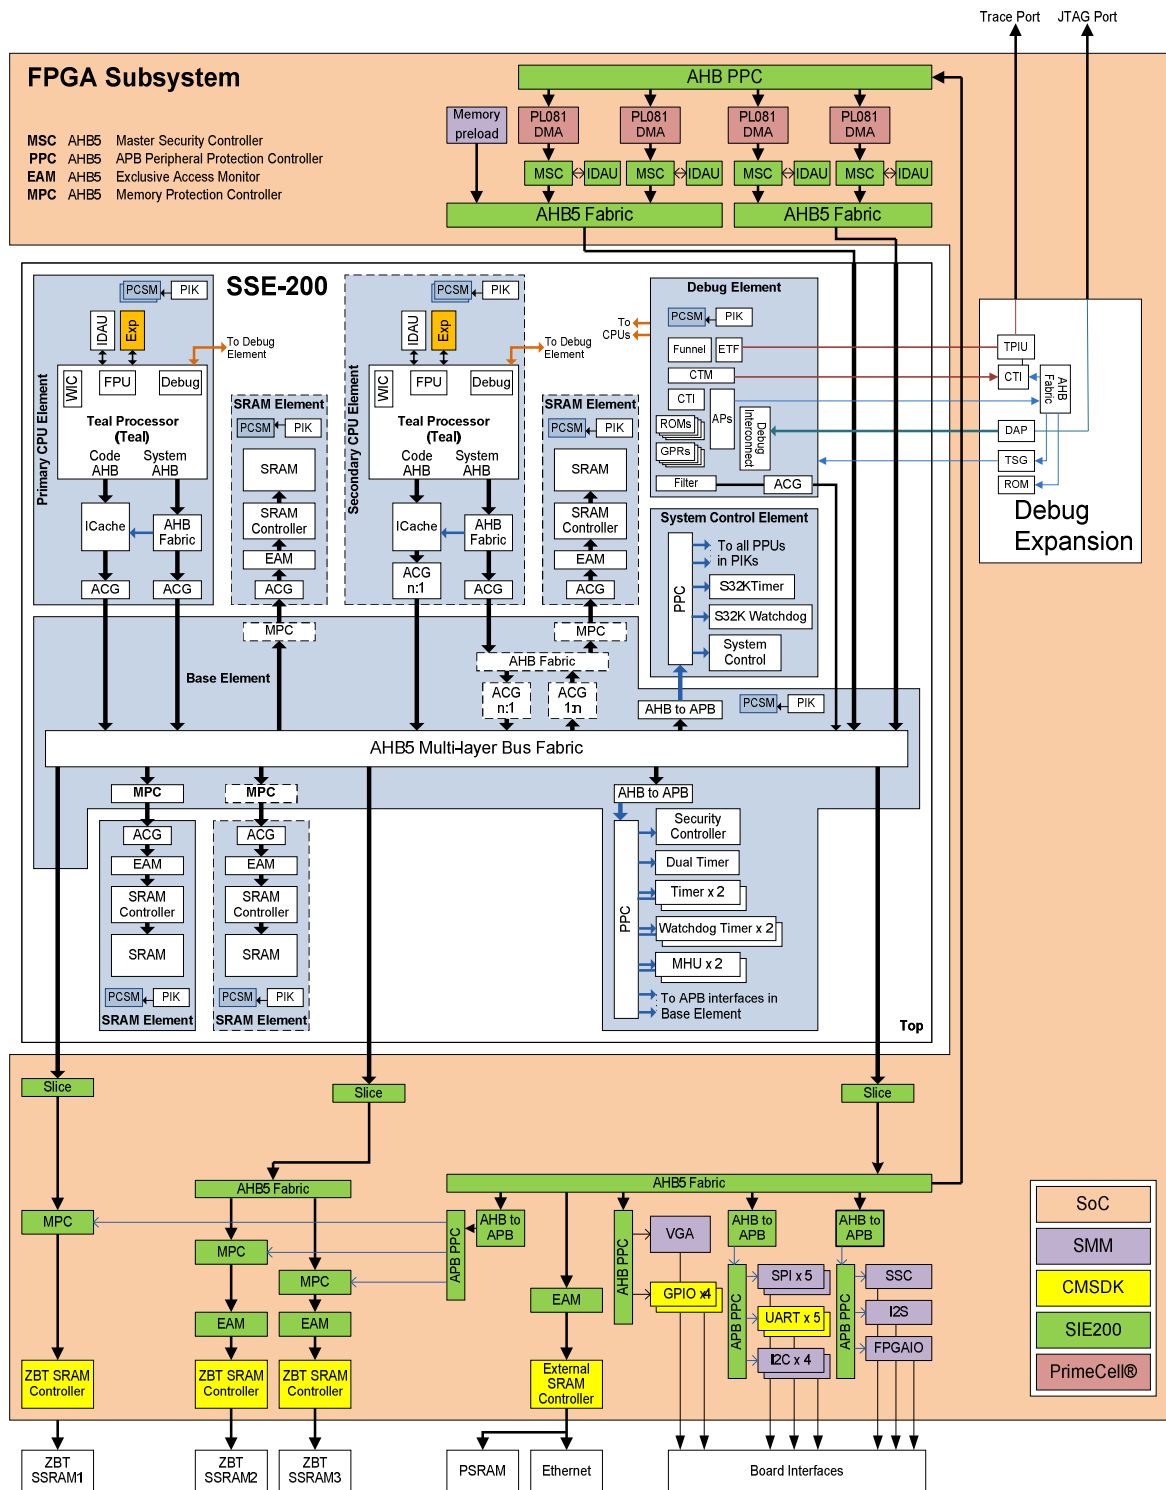 Trace Port
JTAG Port
FPGA Subsystem
MSC AHB5 Master Security Controller
PPC AHB5 APB Peripheral Protection Controller
EAM AHB5 Exclusive Access Monitor
MPC AHB5 Memory Protection Controller
AHB PPC
Memory
preload
PL081
DMA
PL081
DMA
PL081
DMA
PL081
DMA
MSC
IDAU
MSC
IDAU
MSC
IDAU
MSC
IDAU
AHB5 Fabric
AHB5 Fabric
SSE-200
Primary CPU Element
PCSM
PIK
IDAU
Exp
To Debug
Element
WIC
FPU
Debug
Teal Processor
(Teal)
Code
AHB
System
AHB
ICache
AHB
Fabric
ACG
ACG
SRAM Element
PCSM
PIK
SRAM
SRAM
Controller
EAM
ACG
MPC
Secondary CPU Element
PCSM
PIK
IDAU
Exp
To Debug
Element
WIC
FPU
Debug
Teal Processor
(Teal)
Code
AHB
System
AHB
ICache
AHB
Fabric
ACG
n:1
ACG
SRAM Element
PCSM
PIK
SRAM
SRAM
Controller
EAM
ACG
MPC
AHB Fabric
ACG
n:1
ACG
1:n
Debug Element
To
CPUs
PCSM
PIK
Funnel
ETF
CTM
CTI
APs
ROMs
GPRs
Debug
Interconnect
Filter
ACG
TPIU
CTI
AHB
Fabric
DAP
TSG
ROM
Debug
Expansion
System Control Element
PPC
To all PPUs
in PIKs
S32KTimer
S32K Watchdog
System
Control
AHB to APB
PCSM
PIK
Base Element
AHB5 Multi-layer Bus Fabric
MPC
ACG
EAM
SRAM
Controller
SRAM
PCSM
PIK
SRAM Element
MPC
ACG
EAM
SRAM
Controller
SRAM
PCSM
PIK
SRAM Element
AHB to APB
PPC
Security
Controller
Dual Timer
Timer x 2
Watchdog Timer x 2
MHU x 2
To APB interfaces in
Base Element
Top
Slice
Slice
Slice
AHB5 Fabric
AHB5 Fabric
MPC
MPC
MPC
EAM
EAM
APB PPC
AHB to
APB
EAM
AHB PPC
VGA
GPIO x4
AHB to
APB
APB PPC
SPI x 5
UART x 5
I2C x 4
AHB to
APB
APB PPC
SSC
I2S
FPGAIO
ZBT SRAM
Controller
ZBT SRAM
Controller
ZBT SRAM
Controller
External
SRAM
Controller
SoC
SMM
CMSDK
SIE200
PrimeCell®
ZBT
SSRAM1
ZBT
SSRAM2
ZBT
SSRAM3
PSRAM
Ethernet
Board Interfaces